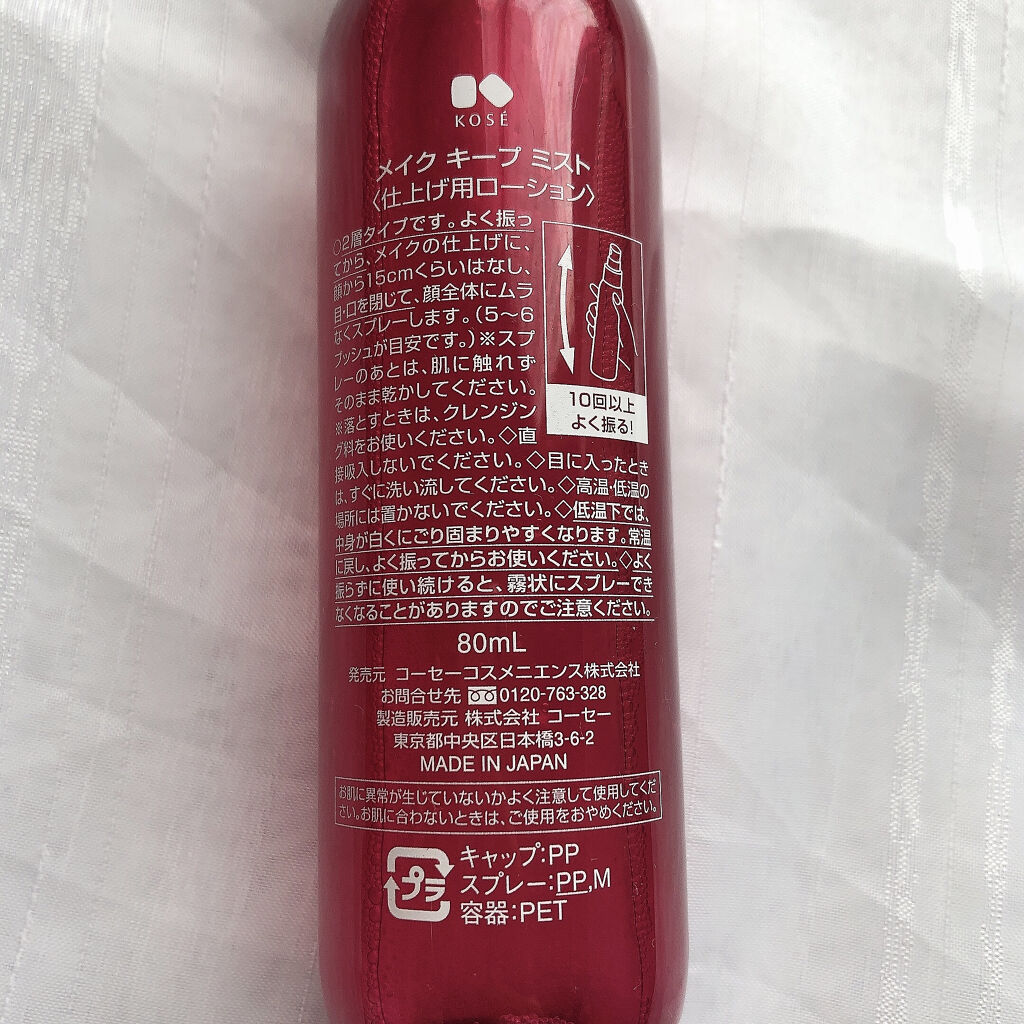 KOSÉ
メイク キープ ミスト
〈仕上げ用ローション〉
○2層タイプです。よく振っ
てから、メイクの仕上げに、
顔から15cmくらいはなし、
目・口を閉じて、顔全体にムラ
なくスプレーします。(5〜6
プッシュが目安です。)※スプ
レーのあとは、肌に触れず
そのまま乾かしてください。
※落とすときは、クレンジン
グ料をお使いください。◇直
接吸入しないでください。◇目に入ったとき
は、すぐに洗い流してください。◇高温・低温の
場所には置かないでください。◇低温下では、
中身が白くにごり固まりやすくなります。常温
に戻し、よく振ってからお使いください。◇よく
振らずに使い続けると、霧状にスプレーでき
なくなることがありますのでご注意ください。
10回以上
よく振る!
80mL
発売元 コーセーコスメニエンス株式会社
お問合せ先 0120-763-328
製造販売元 株式会社 コーセー
東京都中央区日本橋3-6-2
MADE IN JAPAN
お肌に異常が生じていないかよく注意して使用してくだ
さい。お肌に合わないときは、ご使用をおやめください。
プラ
キャップ:PP
スプレー:PP,M
容器:PET